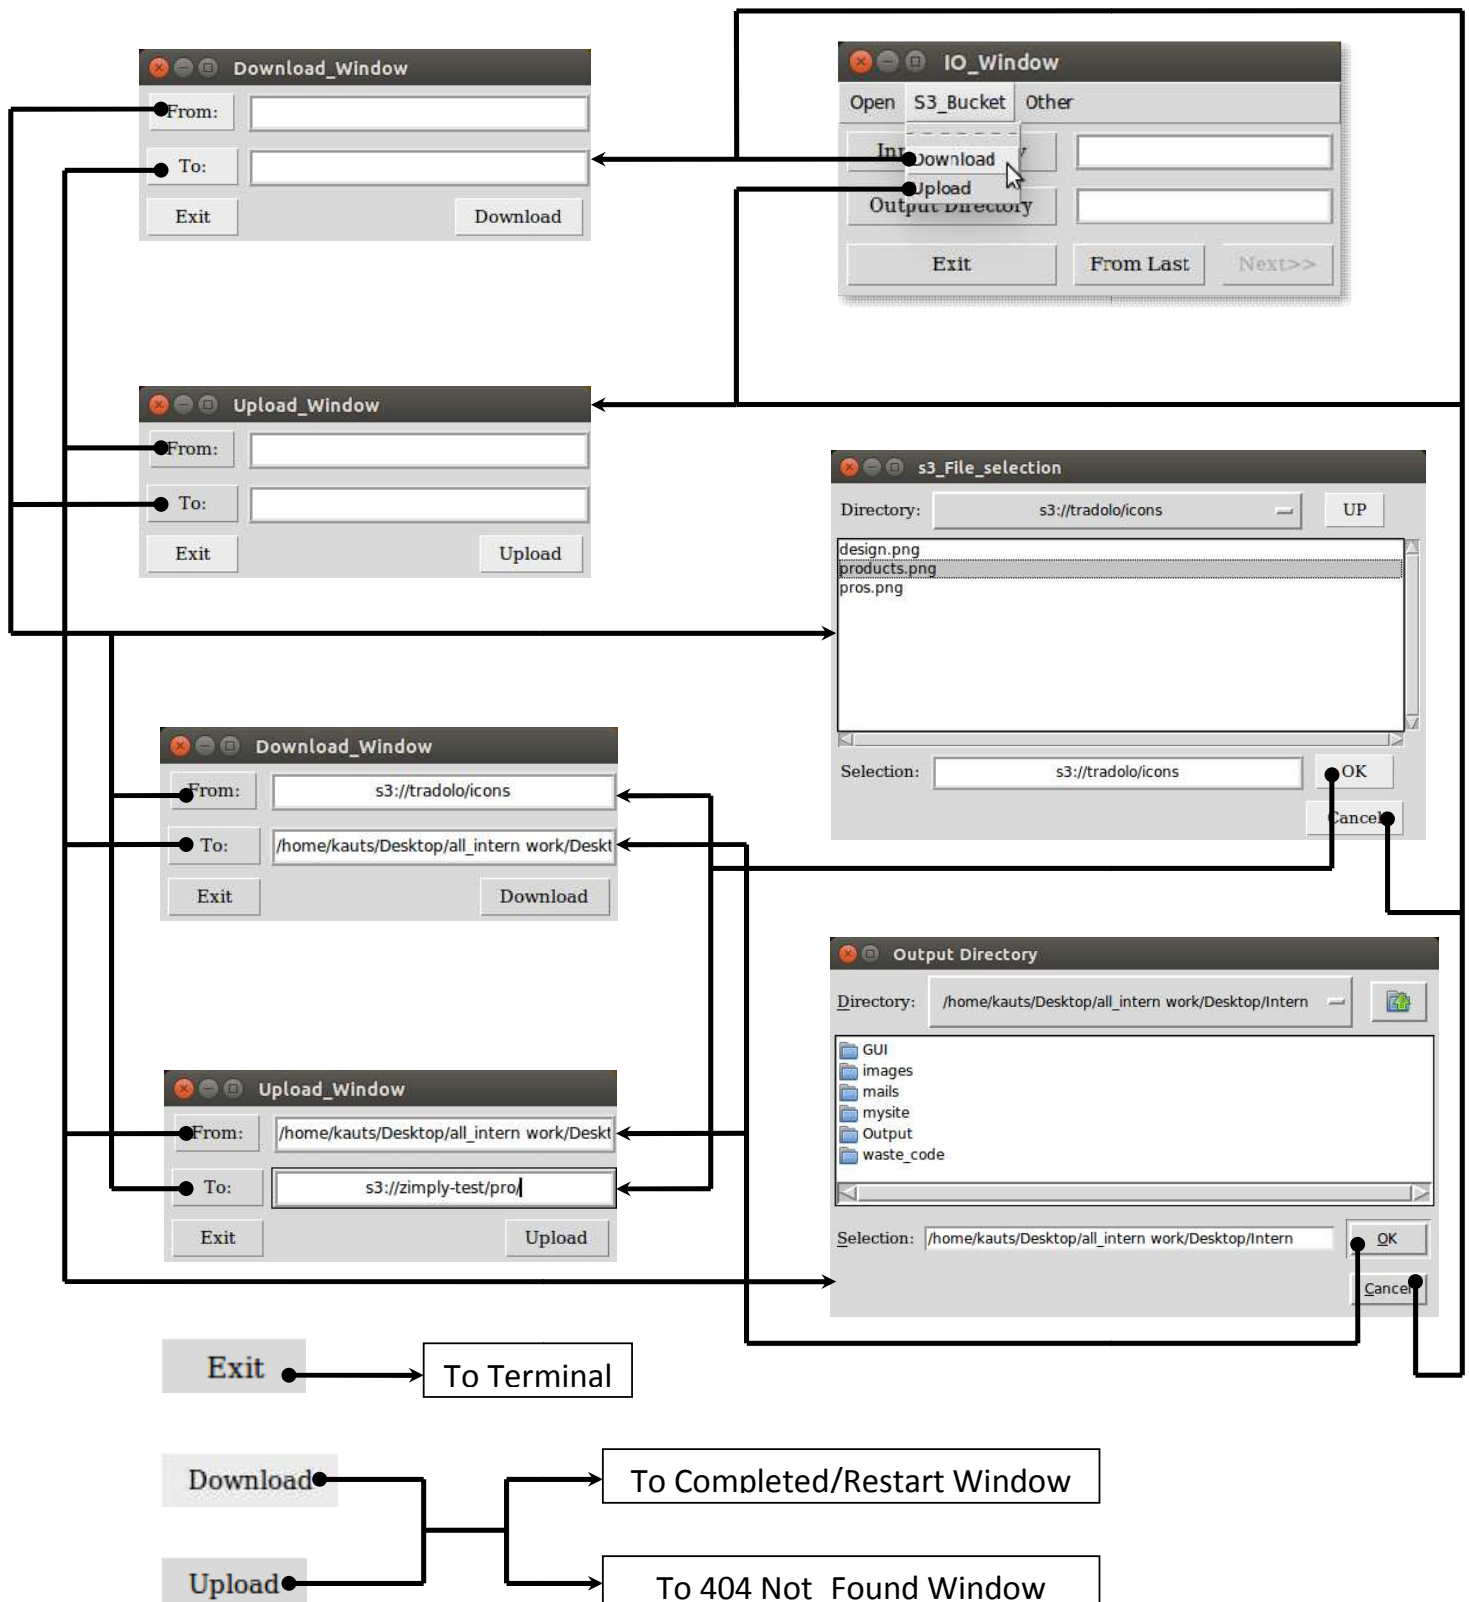 Download_Window
From:
To:
Exit Download
IO_Window
Open S3_Bucket Other
Download
Upload
Output Directory
Exit From Last Next>>
Upload_Window
From:
To:
Exit Upload
s3_File_selection
Directory: s3://tradolo/icons UP
design.png
products.png
pros.png
Selection: s3://tradolo/icons OK
Cancel
Download_Window
From: s3://tradolo/icons
To: /home/kauts/Desktop/all_intern work/Deskt
Exit Download
Output Directory
Directory: /home/kauts/Desktop/all_intern work/Desktop/Intern
GUI
images
mails
mysite
Output
waste_code
Selection: /home/kauts/Desktop/all_intern work/Desktop/Intern OK
Cancel
Upload_Window
From: /home/kauts/Desktop/all_intern work/Deskt
To: s3://zimply-test/pro/
Exit Upload
Exit To Terminal
Download To Completed/Restart Window
Upload To 404 Not_Found Window